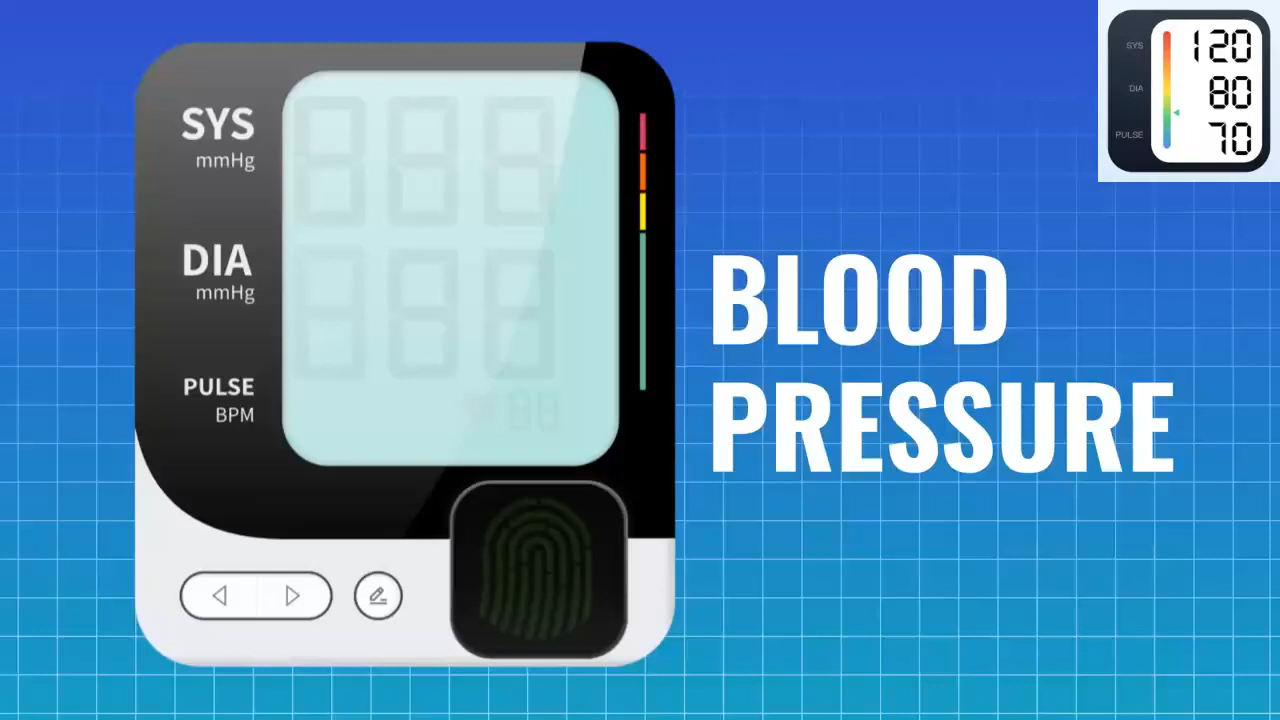 SYS
mmHg
DIA
mmHg
PULSE
BPM
BLOOD
PRESSURE
SYS 120
DIA 80
PULSE 70